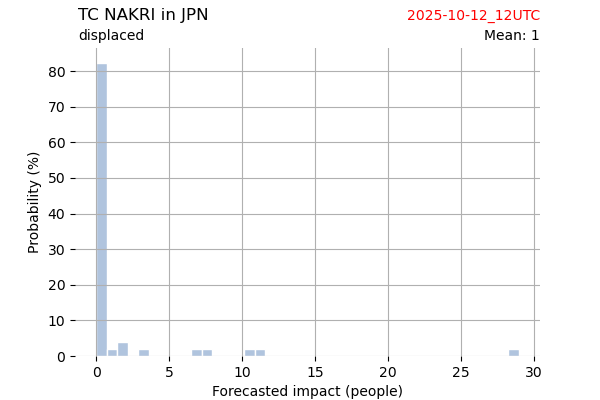 TC NAKRI in JPN
2025-10-12_12UTC
displaced
Mean: 1
Probability (%)
80
70
60
50
40
30
20
10
0
0 5 10 15 20 25 30
Forecasted impact (people)